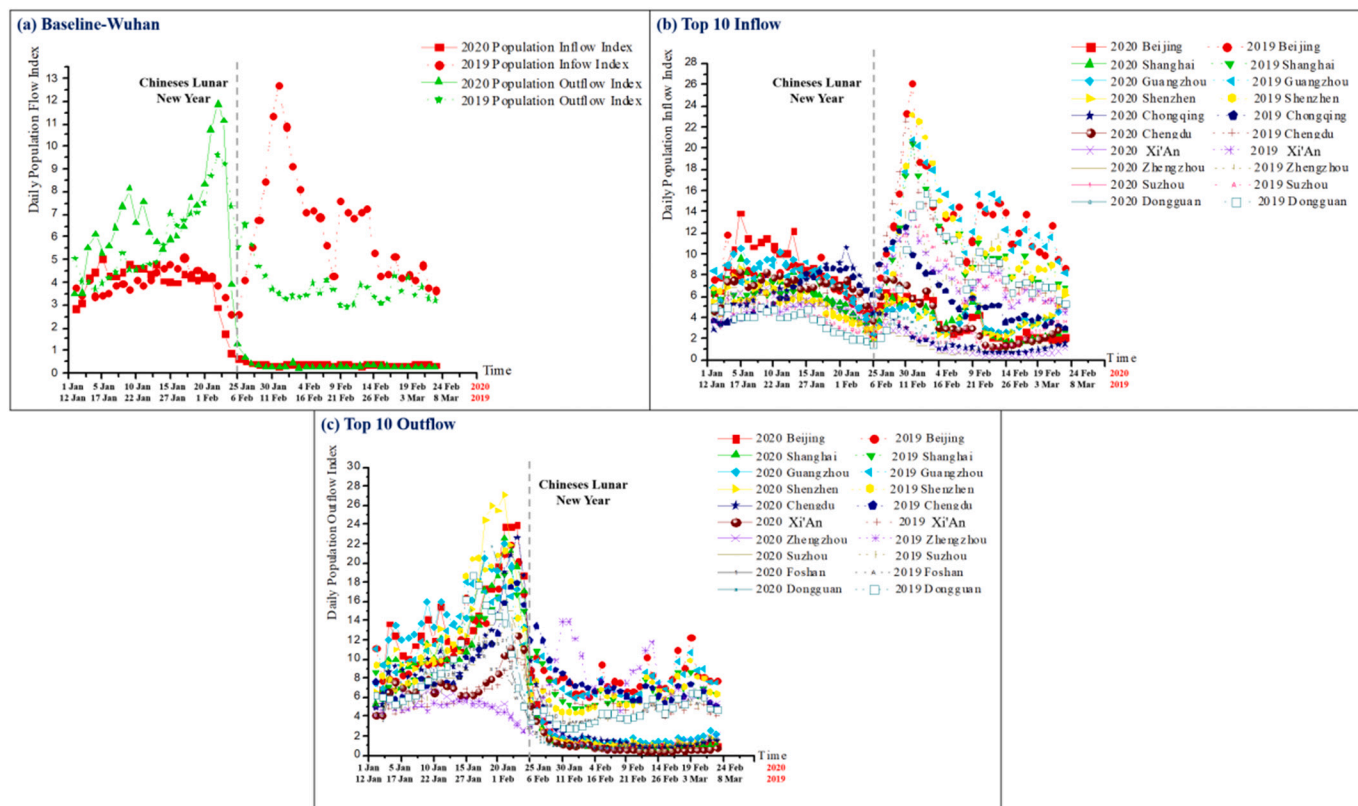 (a) Baseline-Wuhan
2020 Population Inflow Index
2019 Population Infow Index
2020 Population Outflow Index
2019 Population Outflow Index
Chineses Lunar
New Year
Daily Population Flow Index
13
12
11
10
9
8
7
6
5
4
3
2
1
0
Time
1 Jan 5 Jan 10 Jan 15 Jan 20 Jan 25 Jan 30 Jan 4 Feb 9 Feb 14 Feb 19 Feb 24 Feb 2020
12 Jan 17 Jan 22 Jan 27 Jan 1 Feb 6 Feb 11 Feb 16 Feb 21 Feb 26 Feb 3 Mar 8 Mar 2019
(b) Top 10 Inflow
2020 Beijing 2019 Beijing
2020 Shanghai 2019 Shanghai
2020 Guangzhou 2019 Guangzhou
2020 Shenzhen 2019 Shenzhen
2020 Chongqing 2019 Chongqing
2020 Chengdu 2019 Chengdu
2020 Xi'An 2019 Xi'An
2020 Zhengzhou 2019 Zhengzhou
2020 Suzhou 2019 Suzhou
2020 Dongguan 2019 Dongguan
Chineses Lunar
New Year
Daily Population Inflow Index
28
26
24
22
20
18
16
14
12
10
8
6
4
2
0
Time
1 Jan 5 Jan 10 Jan 15 Jan 20 Jan 25 Jan 30 Jan 4 Feb 9 Feb 14 Feb 19 Feb 24 Feb 2020
12 Jan 17 Jan 22 Jan 27 Jan 1 Feb 6 Feb 11 Feb 16 Feb 21 Feb 26 Feb 3 Mar 8 Mar 2019
(c) Top 10 Outflow
2020 Beijing 2019 Beijing
2020 Shanghai 2019 Shanghai
2020 Guangzhou 2019 Guangzhou
2020 Shenzhen 2019 Shenzhen
2020 Chengdu 2019 Chengdu
2020 Xi'An 2019 Xi'An
2020 Zhengzhou 2019 Zhengzhou
2020 Suzhou 2019 Suzhou
2020 Foshan 2019 Foshan
2020 Dongguan 2019 Dongguan
Chineses Lunar
New Year
Daily Population Outflow Index
30
28
26
24
22
20
18
16
14
12
10
8
6
4
2
0
Time
1 Jan 5 Jan 10 Jan 15 Jan 20 Jan 25 Jan 30 Jan 4 Feb 9 Feb 14 Feb 19 Feb 24 Feb 2020
12 Jan 17 Jan 22 Jan 27 Jan 1 Feb 6 Feb 11 Feb 16 Feb 21 Feb 26 Feb 3 Mar 8 Mar 2019